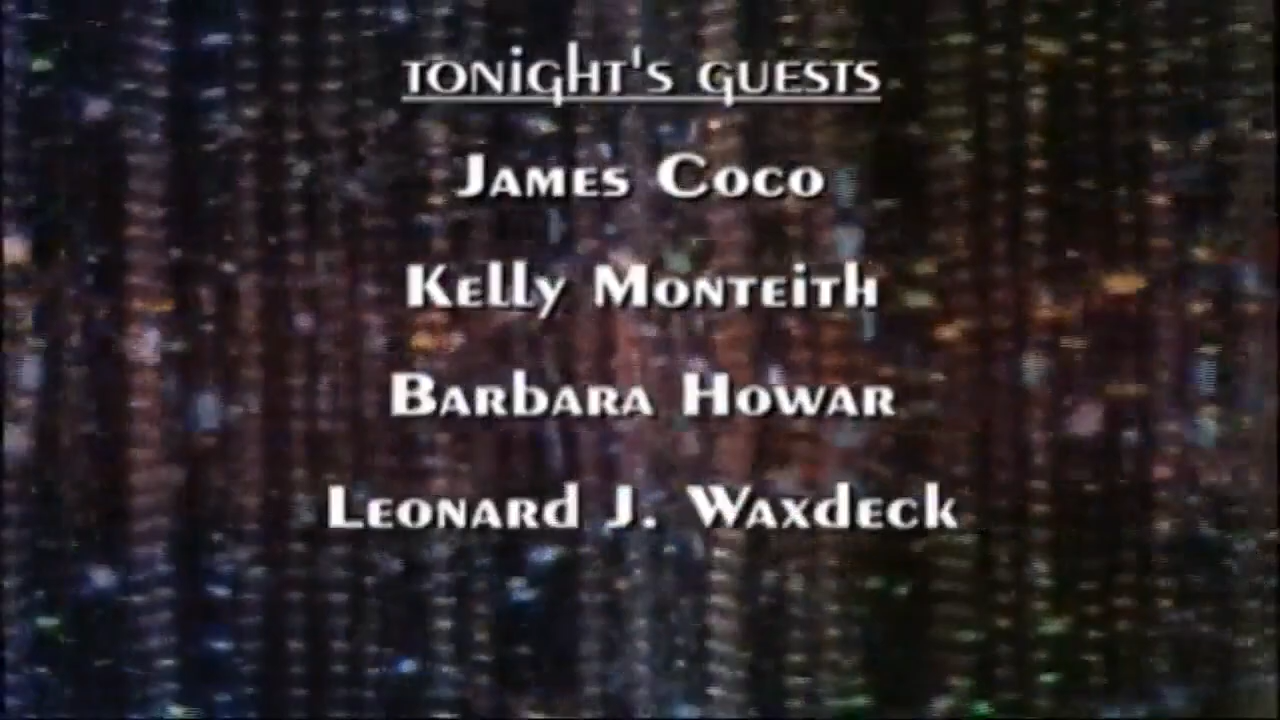 TONIGHT'S GUESTS
JAMES COCO
KELLY MONTEITH
BARBARA HOWAR
LEONARD J. WAXDECK